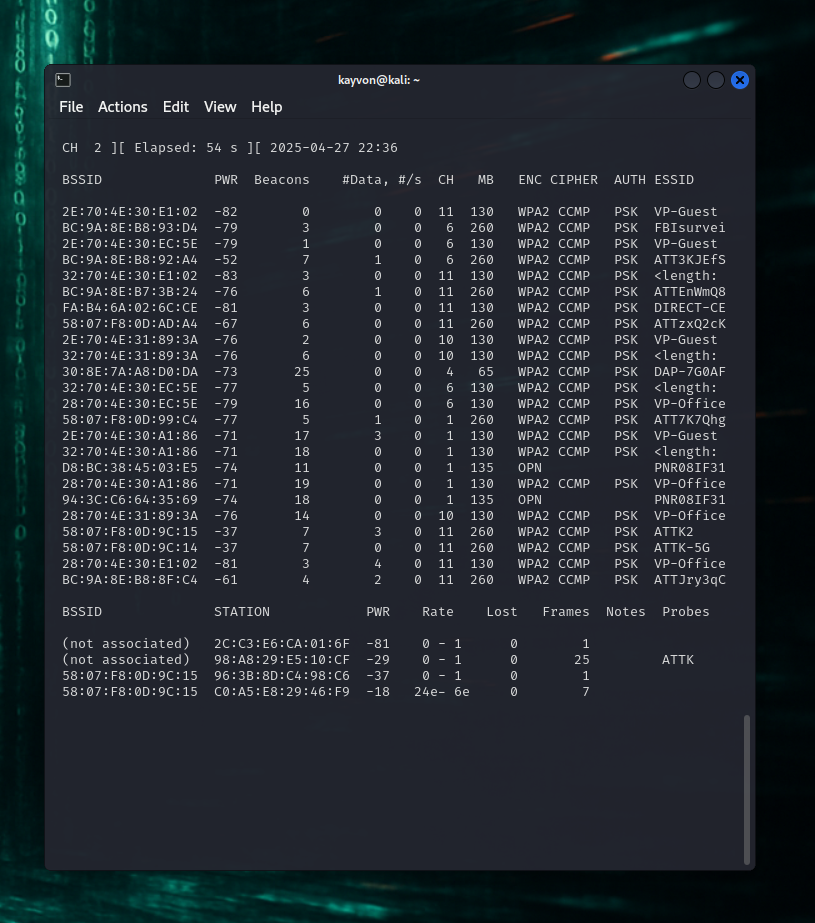 kayvon@kali: ~
File Actions Edit View Help
CH 2 ][ Elapsed: 54 s ][ 2025-04-27 22:36
BSSID PWR Beacons #Data, #/s CH MB ENC CIPHER AUTH ESSID
2E:70:4E:30:E1:02 -82 0 0 0 11 130 WPA2 CCMP PSK VP-Guest
BC:9A:8E:B8:93:D4 -79 3 0 0 6 260 WPA2 CCMP PSK FBIsurvei
2E:70:4E:30:EC:5E -79 1 0 0 6 130 WPA2 CCMP PSK VP-Guest
BC:9A:8E:B8:92:A4 -52 7 1 0 6 260 WPA2 CCMP PSK ATT3KJEfS
32:70:4E:30:E1:02 -83 3 0 0 11 130 WPA2 CCMP PSK <length:
BC:9A:8E:B7:3B:24 -76 6 1 0 11 260 WPA2 CCMP PSK ATTEnWmQ8
FA:B4:6A:02:6C:CE -81 3 0 0 11 130 WPA2 CCMP PSK DIRECT-CE
58:07:F8:0D:AD:A4 -67 6 0 0 11 260 WPA2 CCMP PSK ATTzxQ2cK
2E:70:4E:31:89:3A -76 2 0 0 10 130 WPA2 CCMP PSK VP-Guest
32:70:4E:31:89:3A -76 6 0 0 10 130 WPA2 CCMP PSK <length:
30:8E:7A:A8:D0:DA -73 25 0 0 4 65 WPA2 CCMP PSK DAP-7G0AF
32:70:4E:30:EC:5E -77 5 0 0 6 130 WPA2 CCMP PSK <length:
28:70:4E:30:EC:5E -79 16 0 0 6 130 WPA2 CCMP PSK VP-Office
58:07:F8:0D:99:C4 -77 5 1 0 1 260 WPA2 CCMP PSK ATT7K7Qhg
2E:70:4E:30:A1:86 -71 17 3 0 1 130 WPA2 CCMP PSK VP-Guest
32:70:4E:30:A1:86 -71 18 0 0 1 130 WPA2 CCMP PSK <length:
D8:BC:38:45:03:E5 -74 11 0 0 1 135 OPN PNR08IF31
28:70:4E:30:A1:86 -71 19 0 0 1 130 WPA2 CCMP PSK VP-Office
94:3C:C6:64:35:69 -74 18 0 0 1 135 OPN PNR08IF31
28:70:4E:31:89:3A -76 14 0 0 10 130 WPA2 CCMP PSK VP-Office
58:07:F8:0D:9C:15 -37 7 3 0 11 260 WPA2 CCMP PSK ATTK2
58:07:F8:0D:9C:14 -37 7 0 0 11 260 WPA2 CCMP PSK ATTK-5G
28:70:4E:30:E1:02 -81 3 4 0 11 130 WPA2 CCMP PSK VP-Office
BC:9A:8E:B8:8F:C4 -61 4 2 0 11 260 WPA2 CCMP PSK ATTJry3qC
BSSID STATION PWR Rate Lost Frames Notes Probes
(not associated) 2C:C3:E6:CA:01:6F -81 0 - 1 0 1
(not associated) 98:A8:29:E5:10:CF -29 0 - 1 0 25 ATTK
58:07:F8:0D:9C:15 96:3B:8D:C4:98:C6 -37 0 - 1 0 1
58:07:F8:0D:9C:15 C0:A5:E8:29:46:F9 -18 24e- 6e 0 7